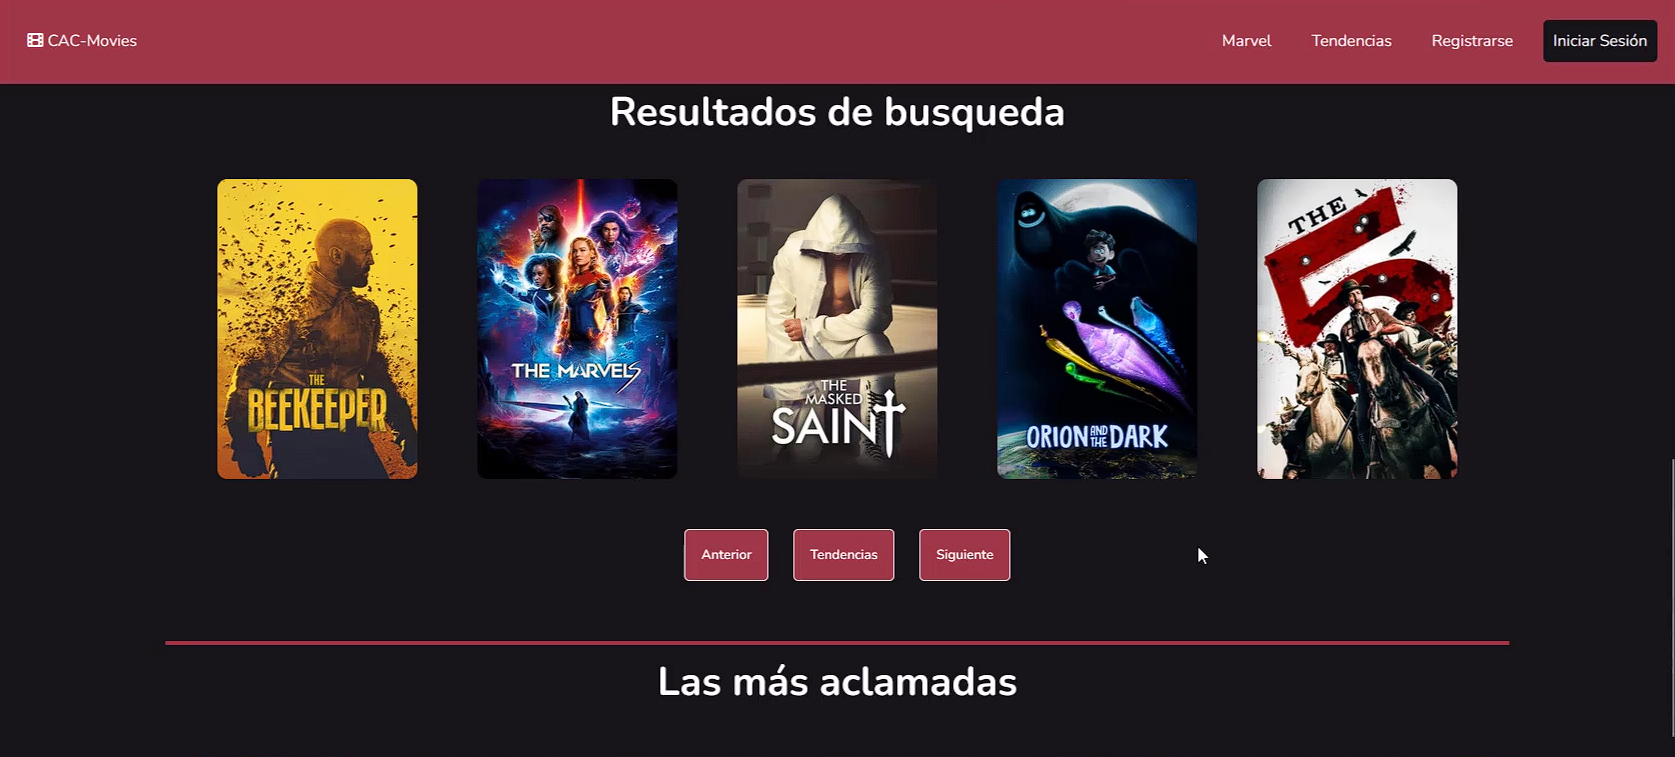 CAC-Movies
Marvel
Tendencias
Registrarse
Iniciar Sesión
Resultados de busqueda
THE
BEEKEEPER
THE MARVELS
THE
MASKED
SAINT
ORION AND THE DARK
THE
5
Anterior
Tendencias
Siguiente
Las más aclamadas